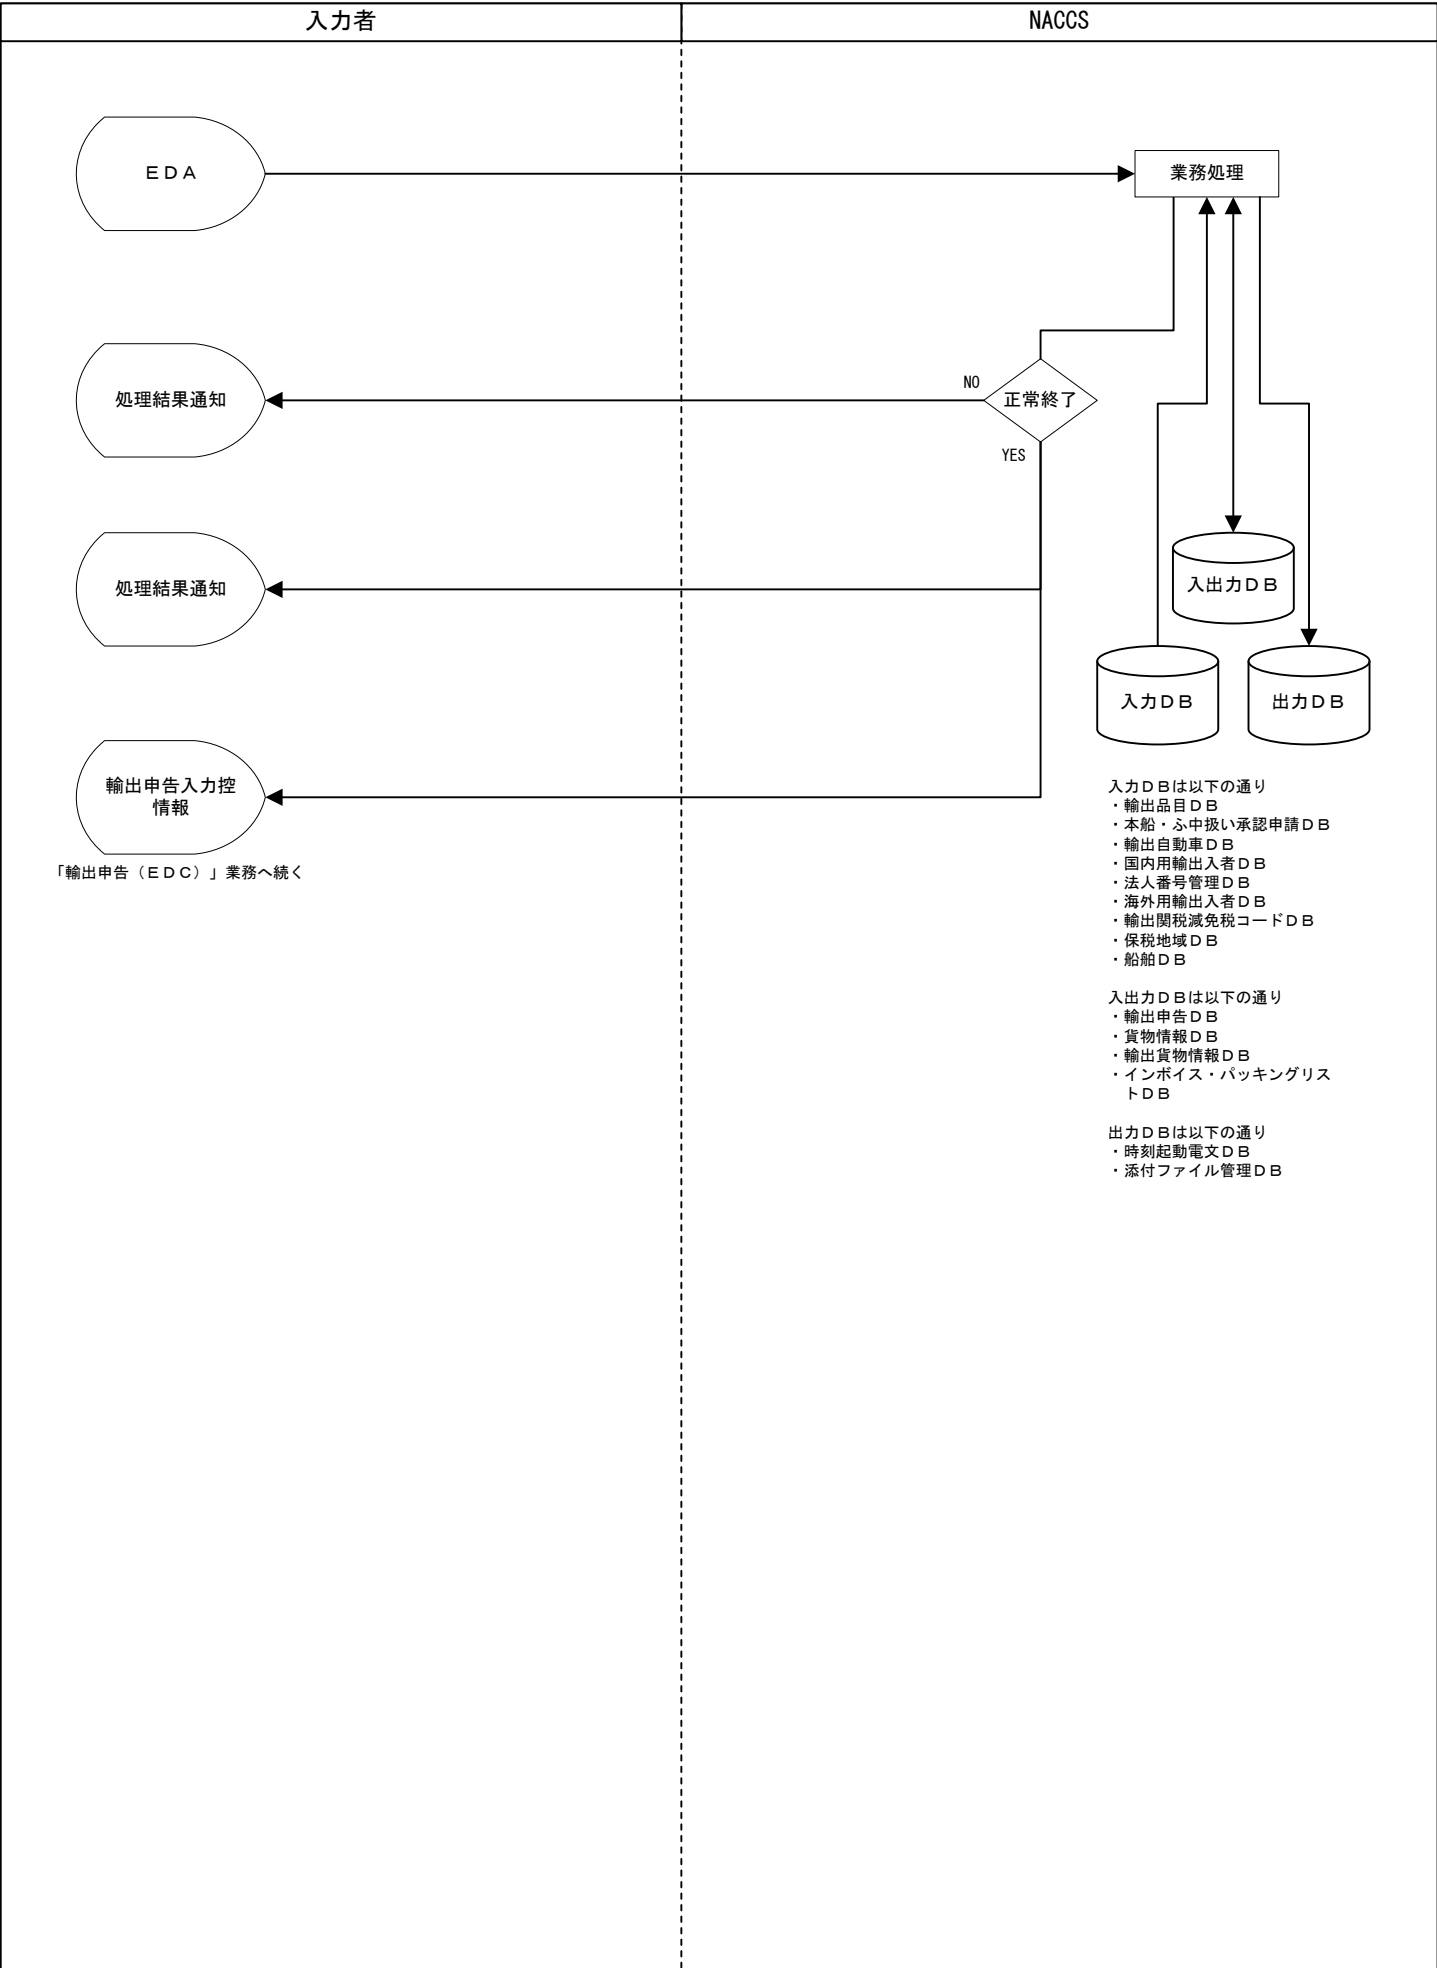 入力者
NACCS
ＥＤＡ
業務処理
処理結果通知
NO
正常終了
YES
処理結果通知
入出力ＤＢ
入力ＤＢ
出力ＤＢ
輸出申告入力控
情報
「輸出申告（ＥＤＣ）」業務へ続く
入力ＤＢは以下の通り
・輸出品目ＤＢ
・本船・ふ中扱い承認申請ＤＢ
・輸出自動車ＤＢ
・国内用輸出入者ＤＢ
・法人番号管理ＤＢ
・海外用輸出入者ＤＢ
・輸出関税減免税コードＤＢ
・保税地域ＤＢ
・船舶ＤＢ
入出力ＤＢは以下の通り
・輸出申告ＤＢ
・貨物情報ＤＢ
・輸出貨物情報ＤＢ
・インボイス・パッキングリス
トＤＢ
出力ＤＢは以下の通り
・時刻起動電文ＤＢ
・添付ファイル管理ＤＢ